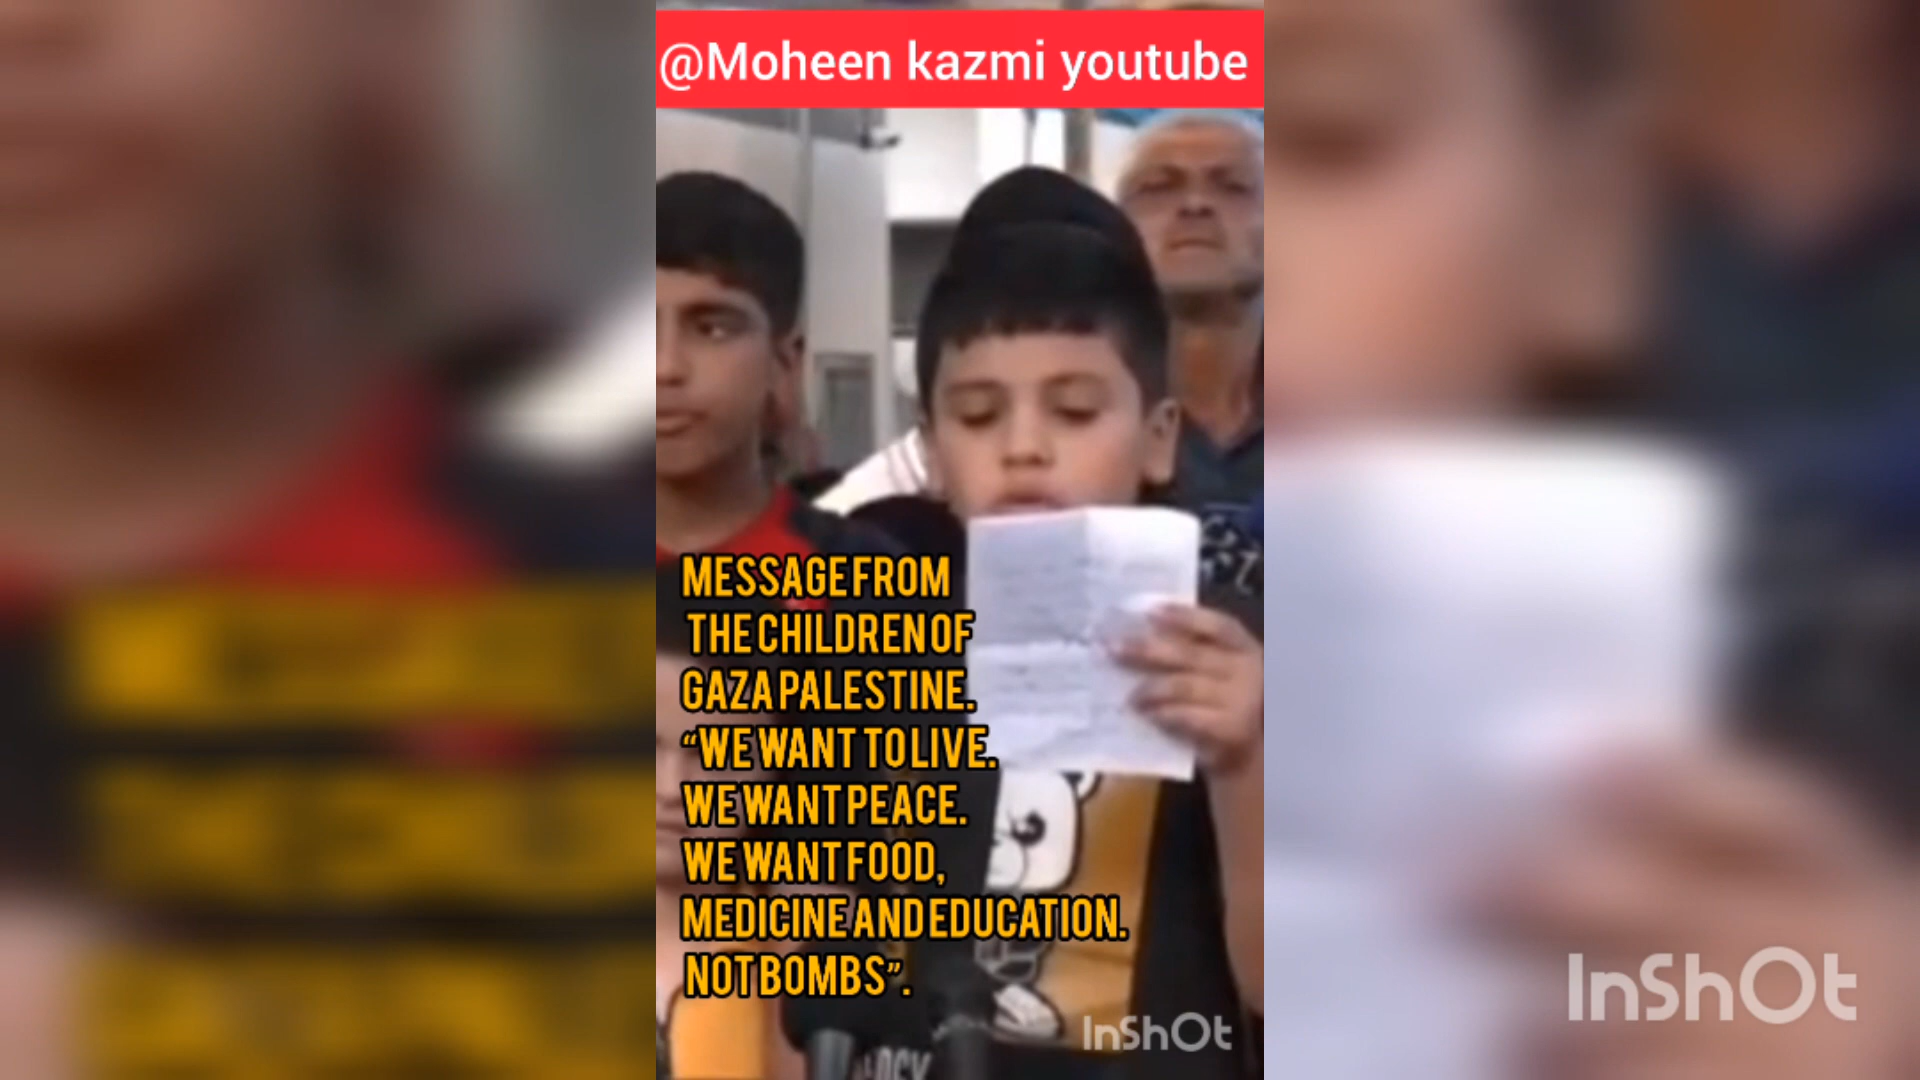 @Moheen kazmi youtube
MESSAGE FROM
THE CHILDREN OF
GAZA PALESTINE.
“WE WANT TO LIVE.
WE WANT PEACE.
WE WANT FOOD,
MEDICINE AND EDUCATION.
NOT BOMBS”.
InShOt
InShOt